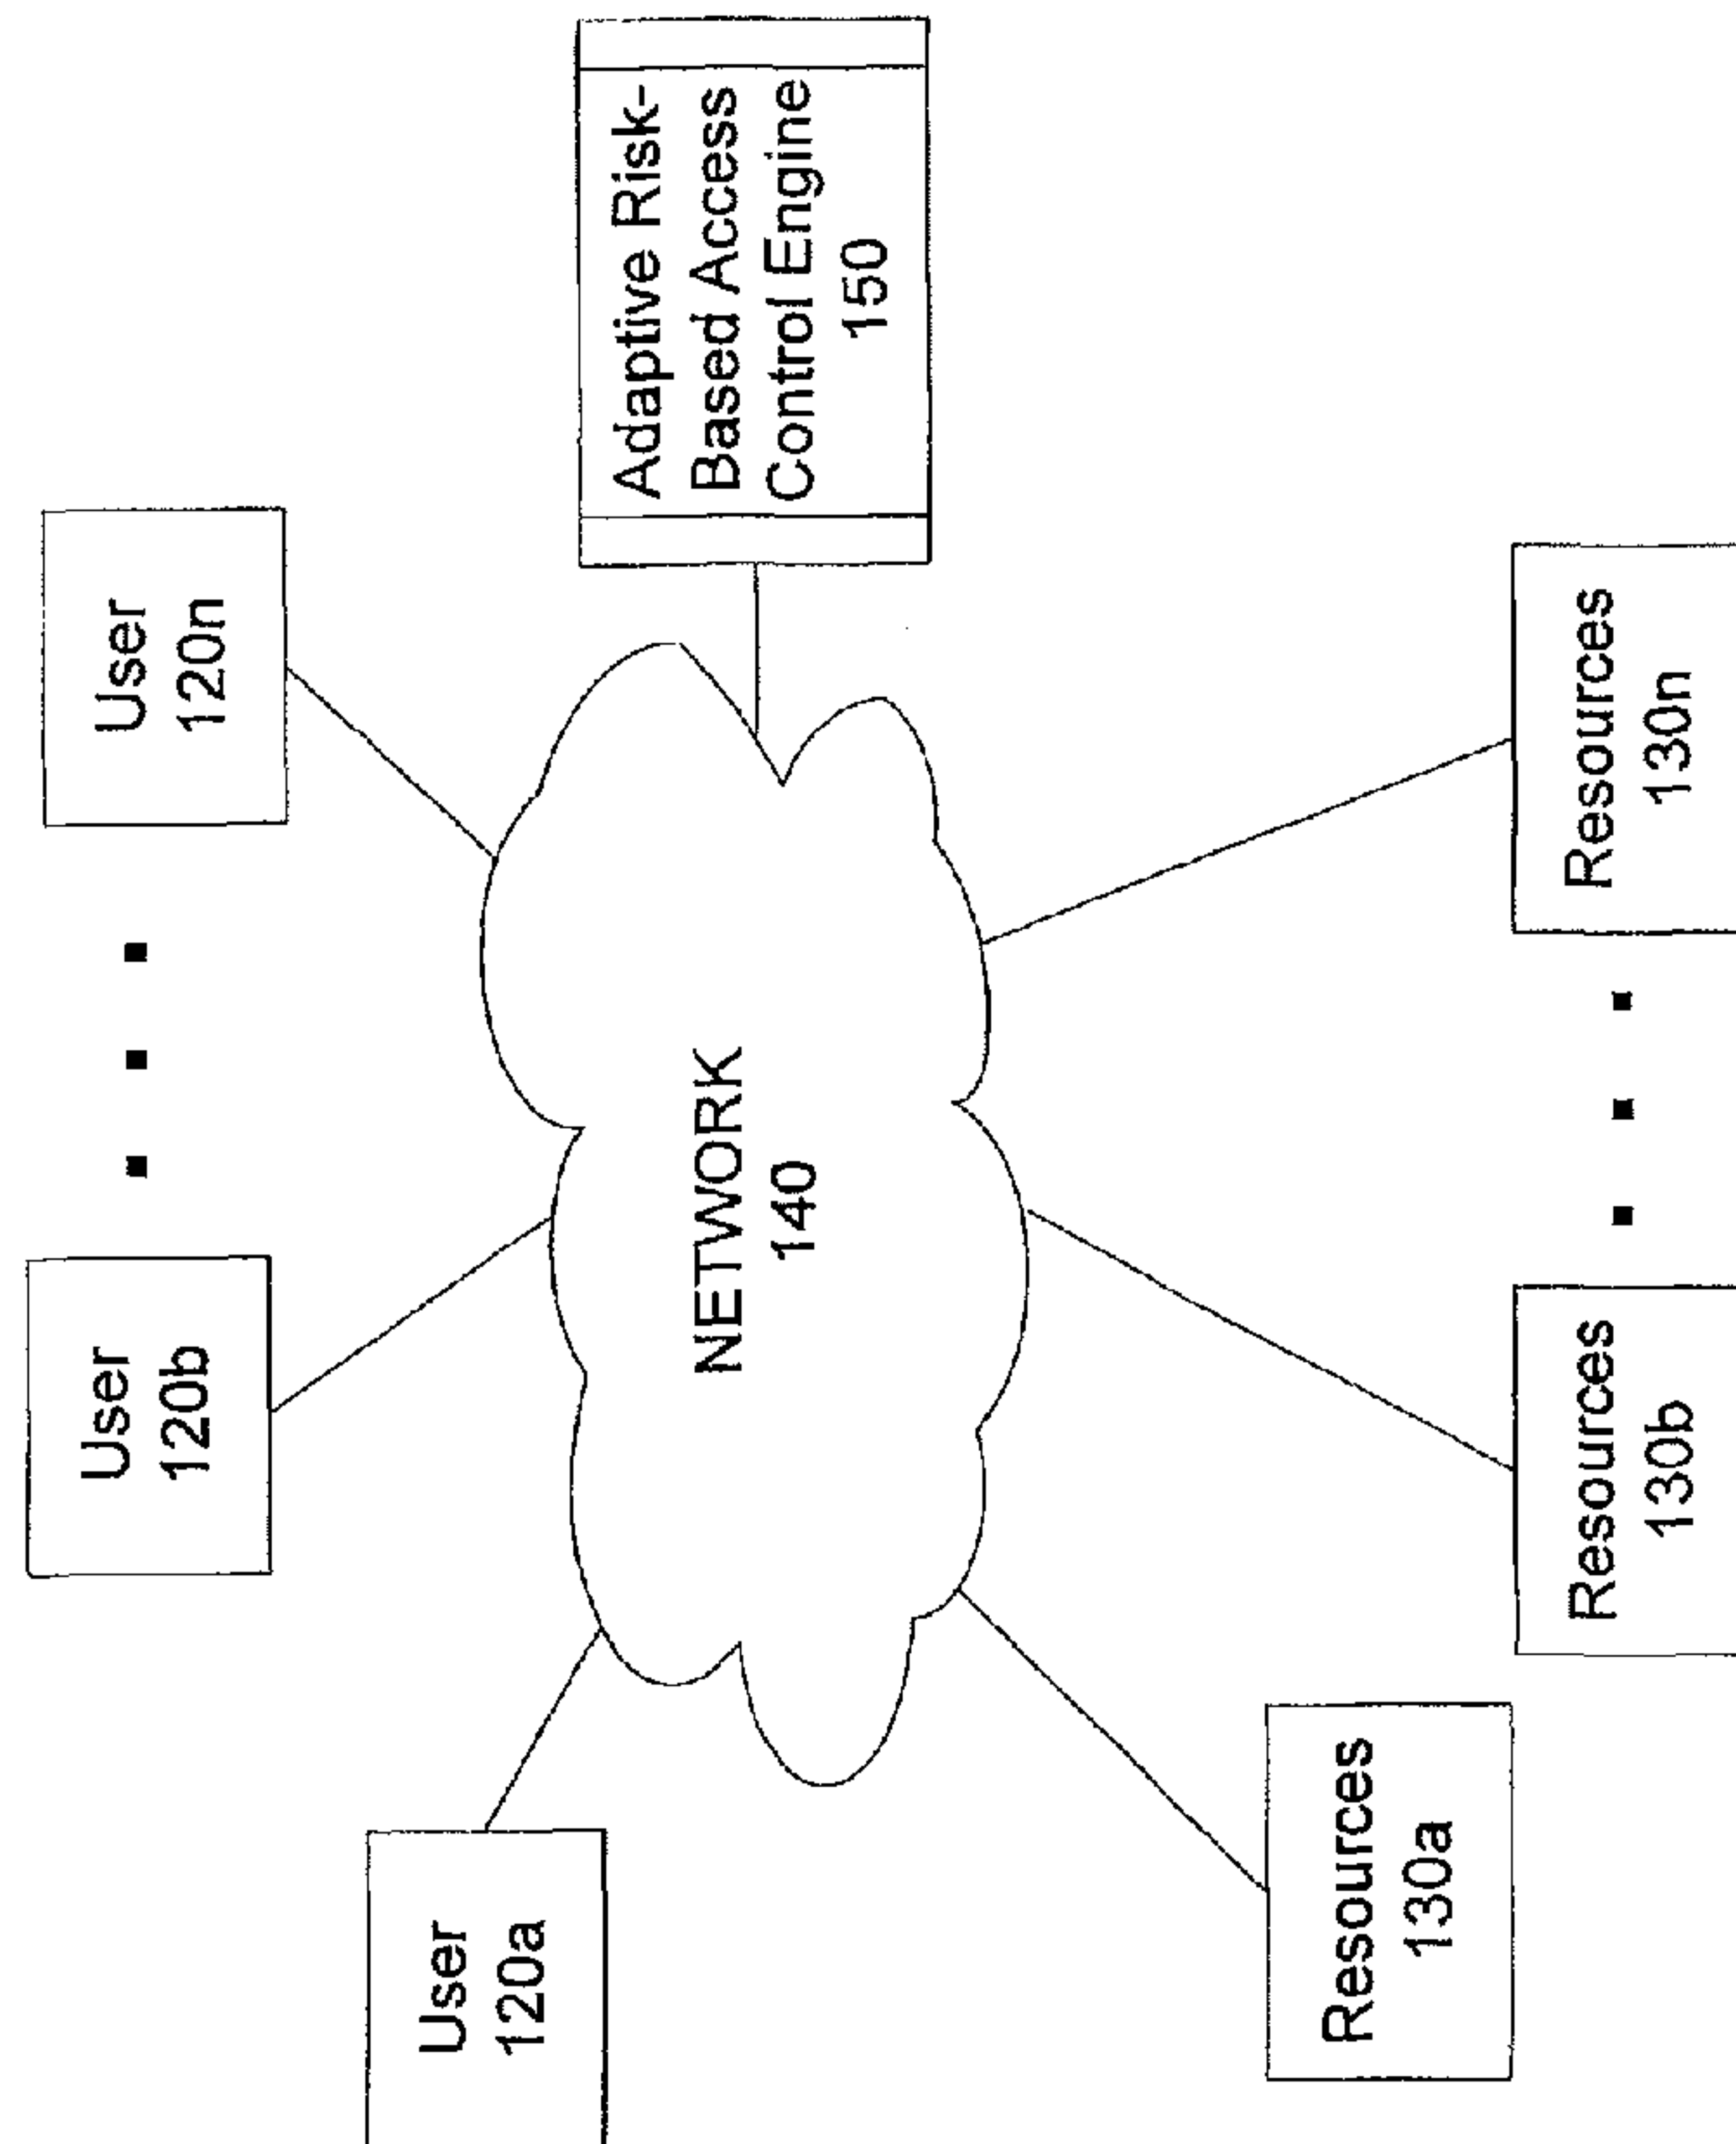 User
120a
User
120b
User
120n
NETWORK
140
Adaptive Risk-
Based Access
Control Engine
150
Resources
130a
Resources
130b
Resources
130n